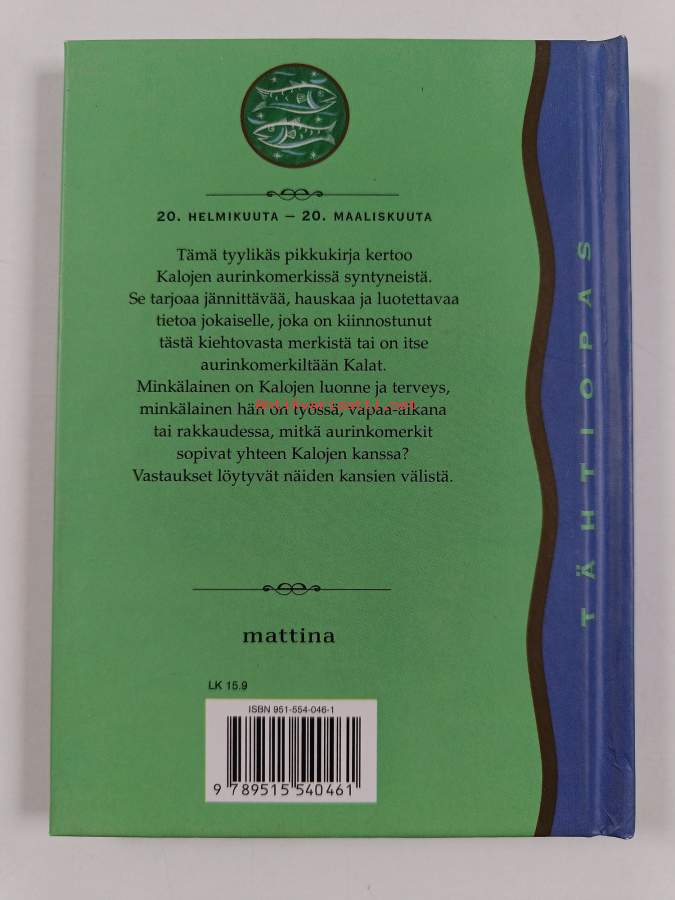 20. HELMIKUUTA – 20. MAALISKUUTA
Tämä tyylikäs pikkukirja kertoo
Kalojen aurinkomerkissä syntyneistä.
Se tarjoaa jännittävää, hauskaa ja luotettavaa
tietoa jokaiselle, joka on kiinnostunut
tästä kiehtovasta merkistä tai on itse
aurinkomerkiltään Kalat.
Minkälainen on Kalojen luonne ja terveys,
minkälainen hän on työssä, vapaa-aikana
tai rakkaudessa, mitkä aurinkomerkit
sopivat yhteen Kalojen kanssa?
Vastaukset löytyvät näiden kansien välistä.
Antikvariaatti.net
mattina
LK 15.9
ISBN 951-554-046-1
9 789515 540461
TÄHTIOPAS